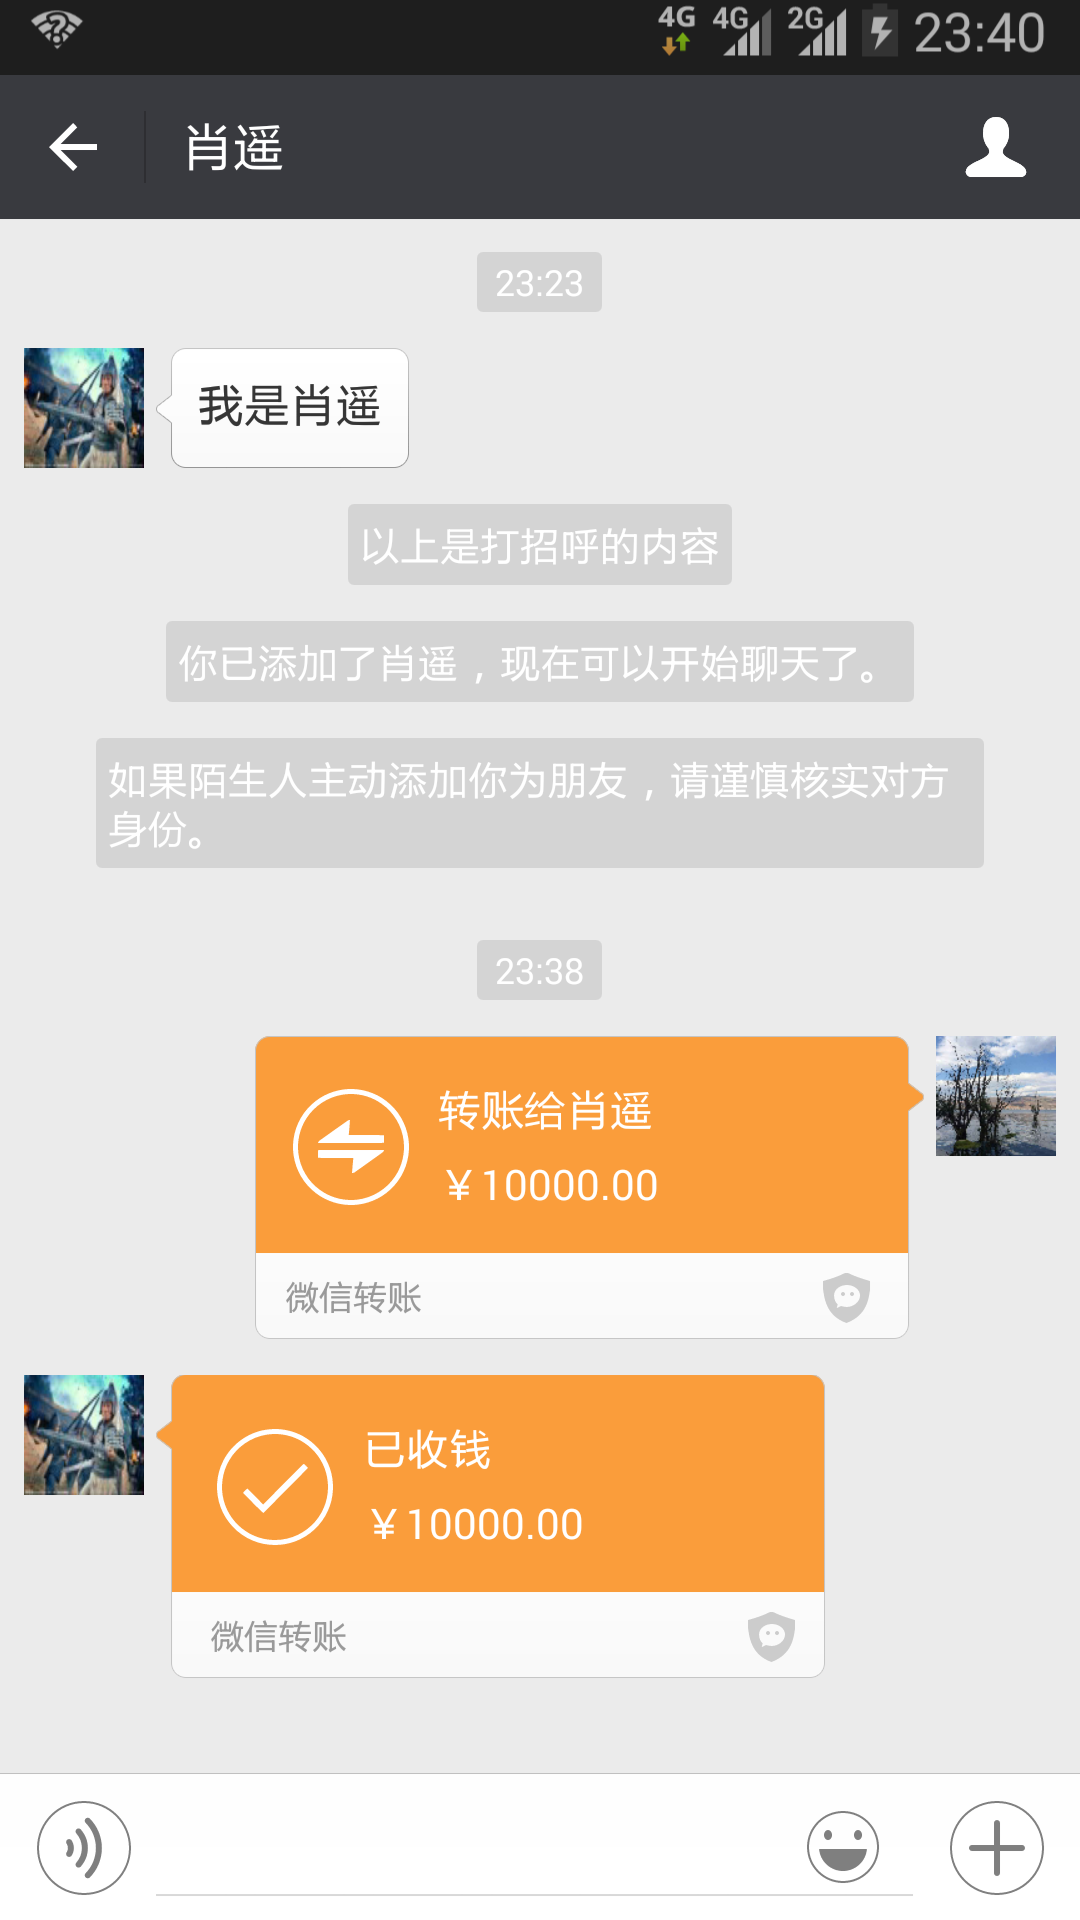 4G 4G 2G 23:40
肖遥
23:23
我是肖遥
以上是打招呼的内容
你已添加了肖遥，现在可以开始聊天了。
如果陌生人主动添加你为朋友，请谨慎核实对方
身份。
23:38
转账给肖遥
￥10000.00
微信转账
已收钱
￥10000.00
微信转账